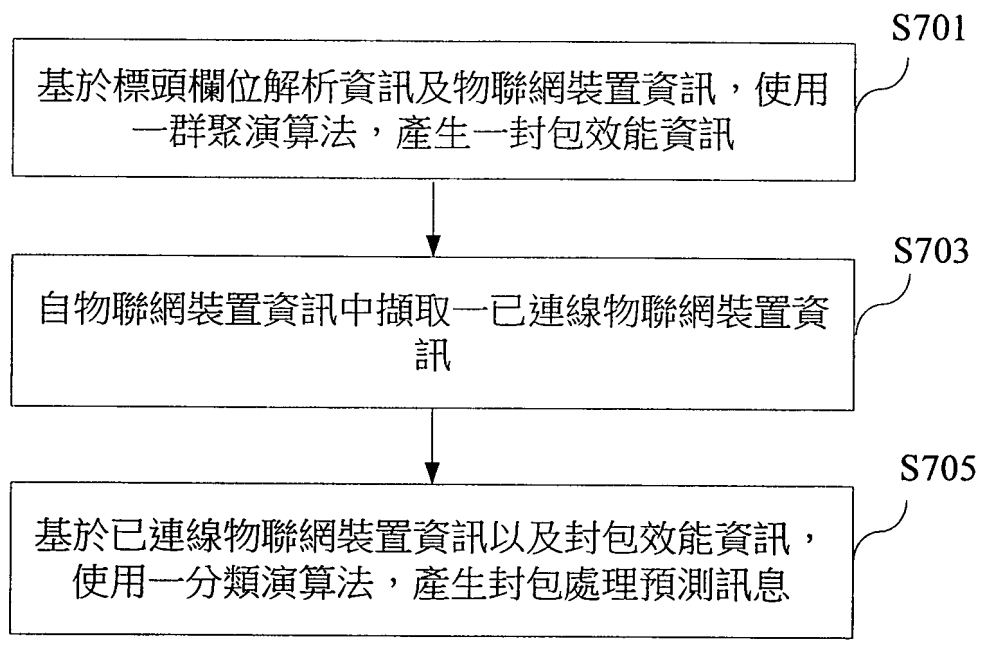 S701
基於標頭欄位解析資訊及物聯網裝置資訊，使用
一群聚演算法，產生一封包效能資訊
S703
自物聯網裝置資訊中擷取一已連線物聯網裝置資
訊
S705
基於已連線物聯網裝置資訊以及封包效能資訊，
使用一分類演算法，產生封包處理預測訊息